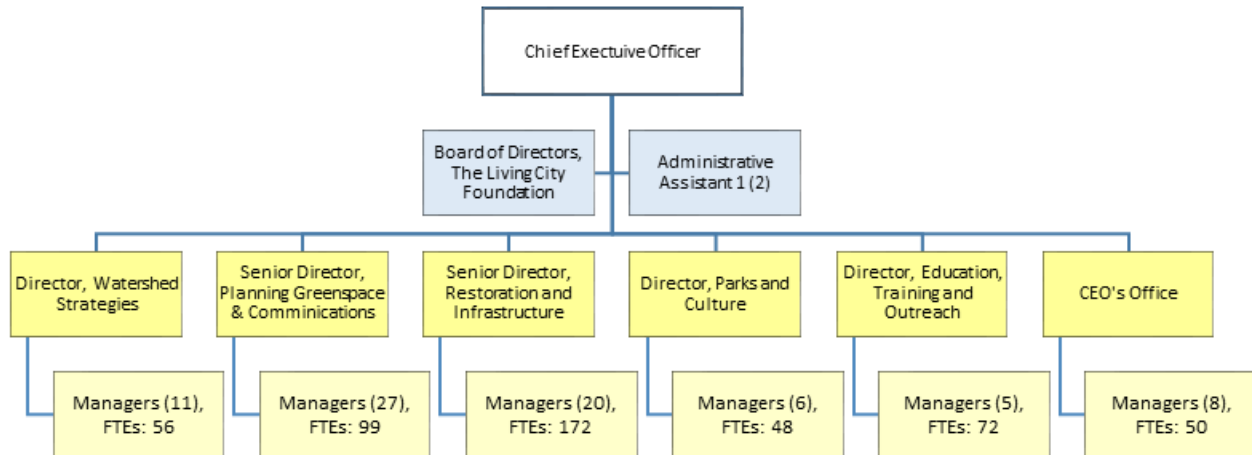 Chief Exectuive Officer
Board of Directors,
The Living City
Foundation
Administrative
Assistant 1 (2)
Director, Watershed
Strategies
Senior Director,
Planning Greenspace
& Comminications
Senior Director,
Restoration and
Infrastructure
Director, Parks and
Culture
Director, Education,
Training and
Outreach
CEO's Office
Managers (11),
FTEs: 56
Managers (27),
FTEs: 99
Managers (20),
FTEs: 172
Managers (6),
FTEs: 48
Managers (5),
FTEs: 72
Managers (8),
FTEs: 50